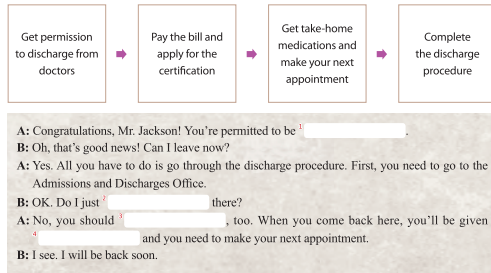 Get permission
to discharge from
doctors
Pay the bill and
apply for the
certification
Get take-home
medications and
make your next
appointment
Complete
the discharge
procedure
A: Congratulations, Mr. Jackson! You're permitted to be 1 .
B: Oh, that's good news! Can I leave now?
A: Yes. All you have to do is go through the discharge procedure. First, you need to go to the
Admissions and Discharges Office.
B: OK. Do I just 2 there?
A: No, you should 3 , too. When you come back here, you'll be given
4 and you need to make your next appointment.
B: I see. I will be back soon.